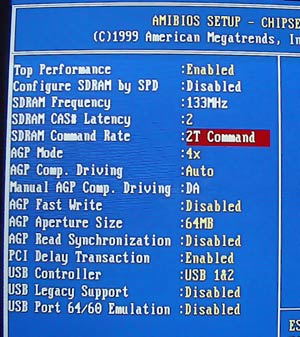 AMIBIOS SETUP - CHIPSE
(C)1999 American Megatrends, In
Top Performance :Enabled
Configure SDRAM by SPD :Disabled
SDRAM Frequency :133MHz
SDRAM CAS# Latency :2
SDRAM Command Rate :2T Command
AGP Mode :4x
AGP Comp. Driving :Auto
Manual AGP Comp. Driving :DA
AGP Fast Write :Disabled
AGP Aperture Size :64MB
AGP Read Synchronization :Disabled
PCI Delay Transaction :Enabled
USB Controller :USB 1&2
USB Legacy Support :Disabled
USB Port 64/60 Emulation :Disabled
ES